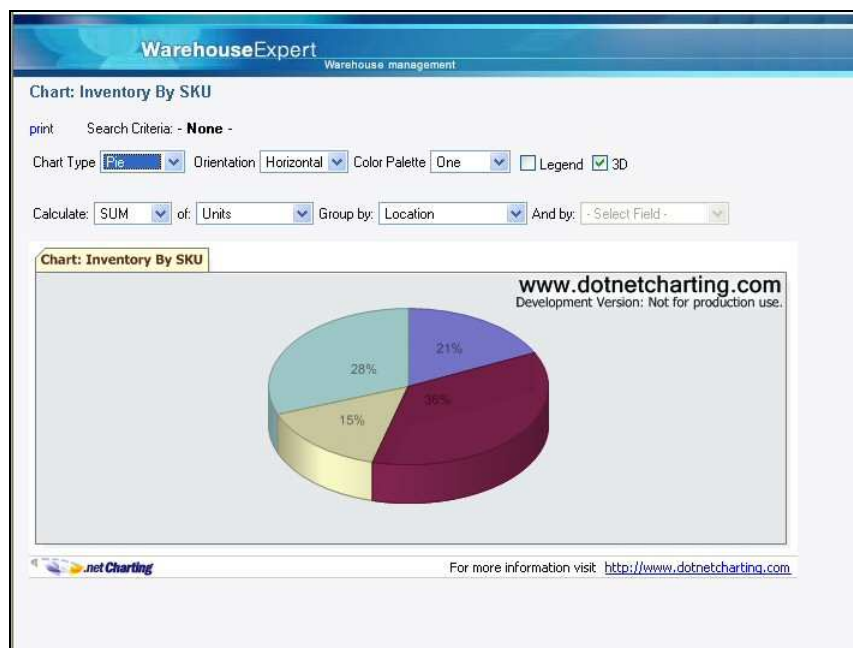 WarehouseExpert
Warehouse management
Chart: Inventory By SKU
print Search Criteria: - None -
Chart Type Pie Orientation Horizontal Color Palette One Legend 3D
Calculate: SUM of: Units Group by: Location And by: - Select Field -
Chart: Inventory By SKU
www.dotnetcharting.com
Development Version: Not for production use.
21%
28%
36%
15%
.net Charting For more information visit http://www.dotnetcharting.com